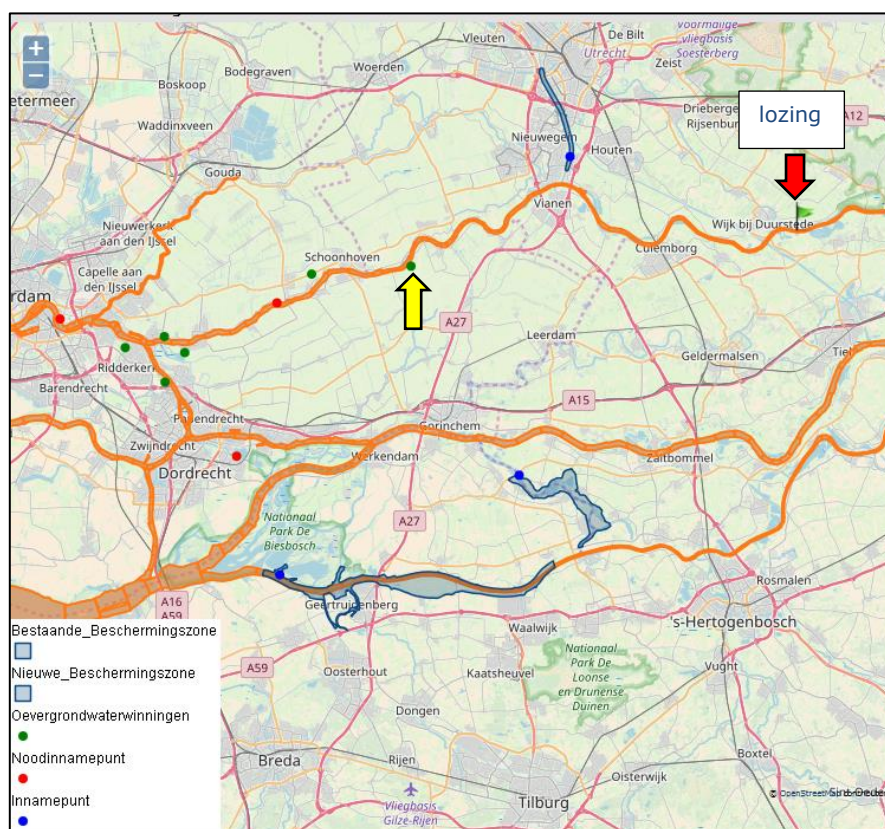 +
−
Vleuten
De Bilt
Voormalige
vliegbasis
Soesterberg
Utrecht
Woerden
Zeist
Bodegraven
Boskoop
etermeer
Waddinxveen
Driebergen
Rijsenburg
lozing
A12
Nieuwegein
Houten
Gouda
Vianen
Wijk bij Duurstede
Culemborg
Nieuwerkerk
aan den IJssel
Schoonhoven
Capelle aan
den IJssel
rdam
A27
Leerdam
Geldermalsen
Tiel
Ridderkerk
Barendrecht
Papendrecht
A15
Gorinchem
Zwijndrecht
Werkendam
Zaltbommel
Dordrecht
Nationaal
Park De
Biesbosch
A27
A16
A59
Geertruidenberg
Rosmalen
's-Hertogenbosch
Waalwijk
Bestaande_Beschermingszone
Nieuwe_Beschermingszone
Oevergrondwaterwinningen
Noodinnamepunt
Innamepunt
A59
Oosterhout
Kaatsheuvel
Nationaal
Park De
Loonse
en Drunense
Duinen
Vught
Dongen
Breda
Rijen
Boxtel
Oisterwijk
Vliegbasis
Gilze-Rijen
Tilburg